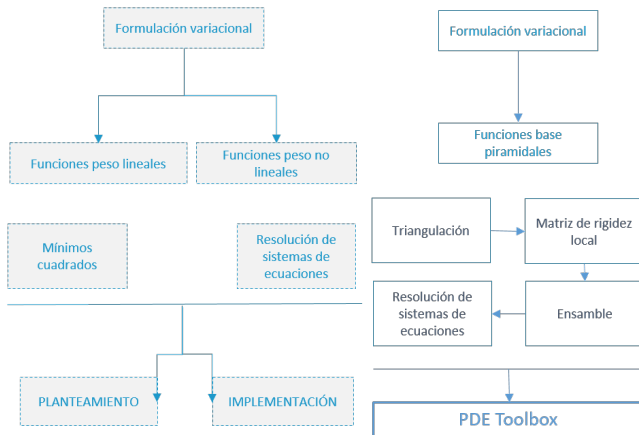 Formulación variacional
Funciones peso lineales
Funciones peso no
lineales
Mínimos
cuadrados
Resolución de
sistemas de
ecuaciones
PLANTEAMIENTO
IMPLEMENTACIÓN
Formulación variacional
Funciones base
piramidales
Triangulación
Matriz de rigidez
local
Resolución de
sistemas de
ecuaciones
Ensamble
PDE Toolbox